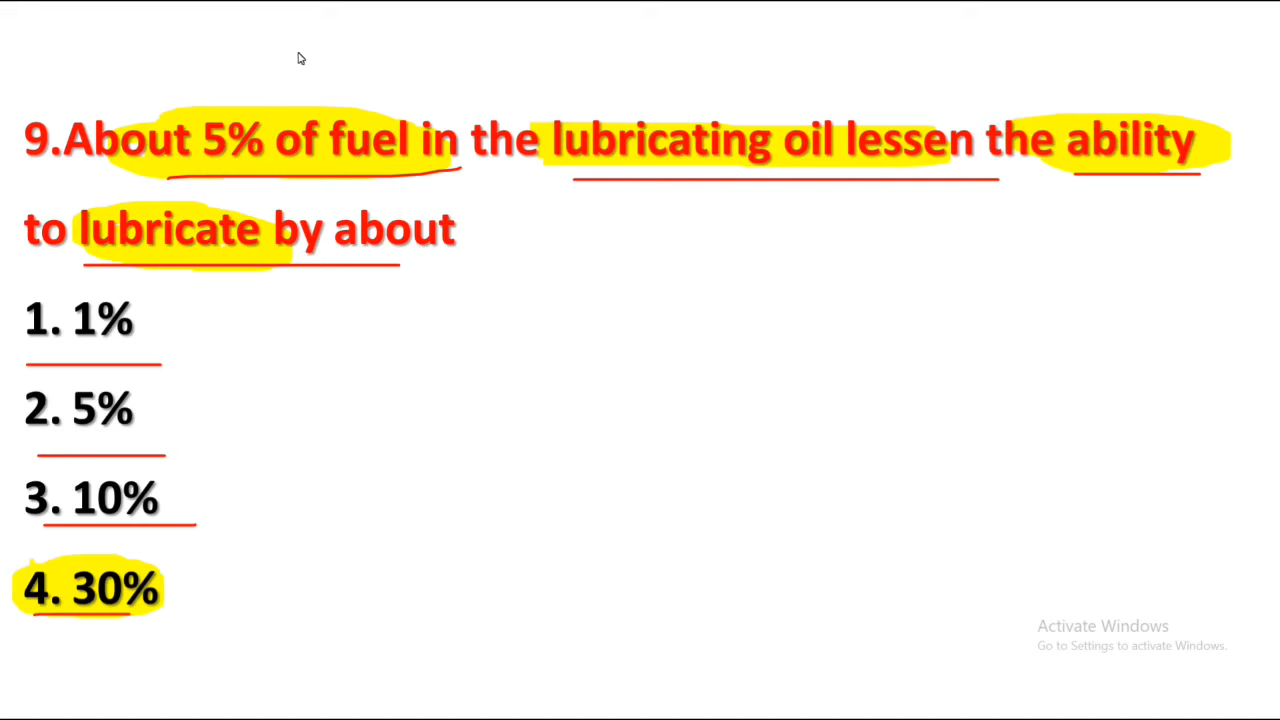 9.About 5% of fuel in the lubricating oil lessen the ability
to lubricate by about
1. 1%
2. 5%
3. 10%
4. 30%
Activate Windows
Go to Settings to activate Windows.